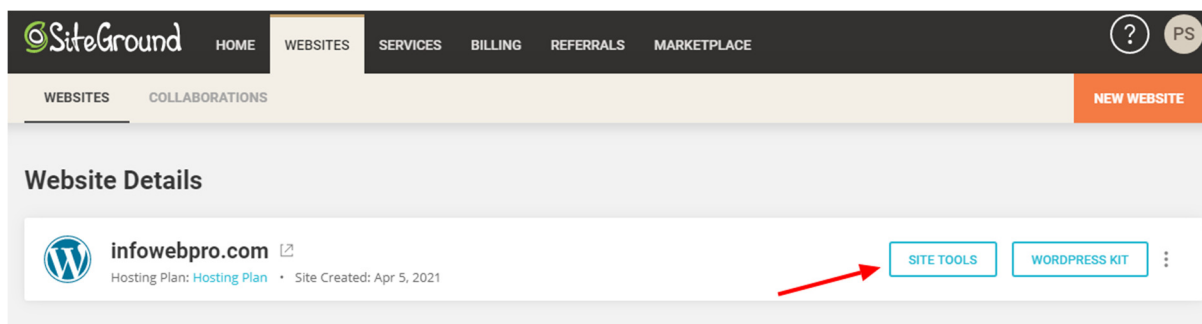 SiteGround HOME WEBSITES SERVICES BILLING REFERRALS MARKETPLACE ? PS
WEBSITES COLLABORATIONS NEW WEBSITE
Website Details
infowebpro.com SITE TOOLS WORDPRESS KIT
Hosting Plan: Hosting Plan • Site Created: Apr 5, 2021